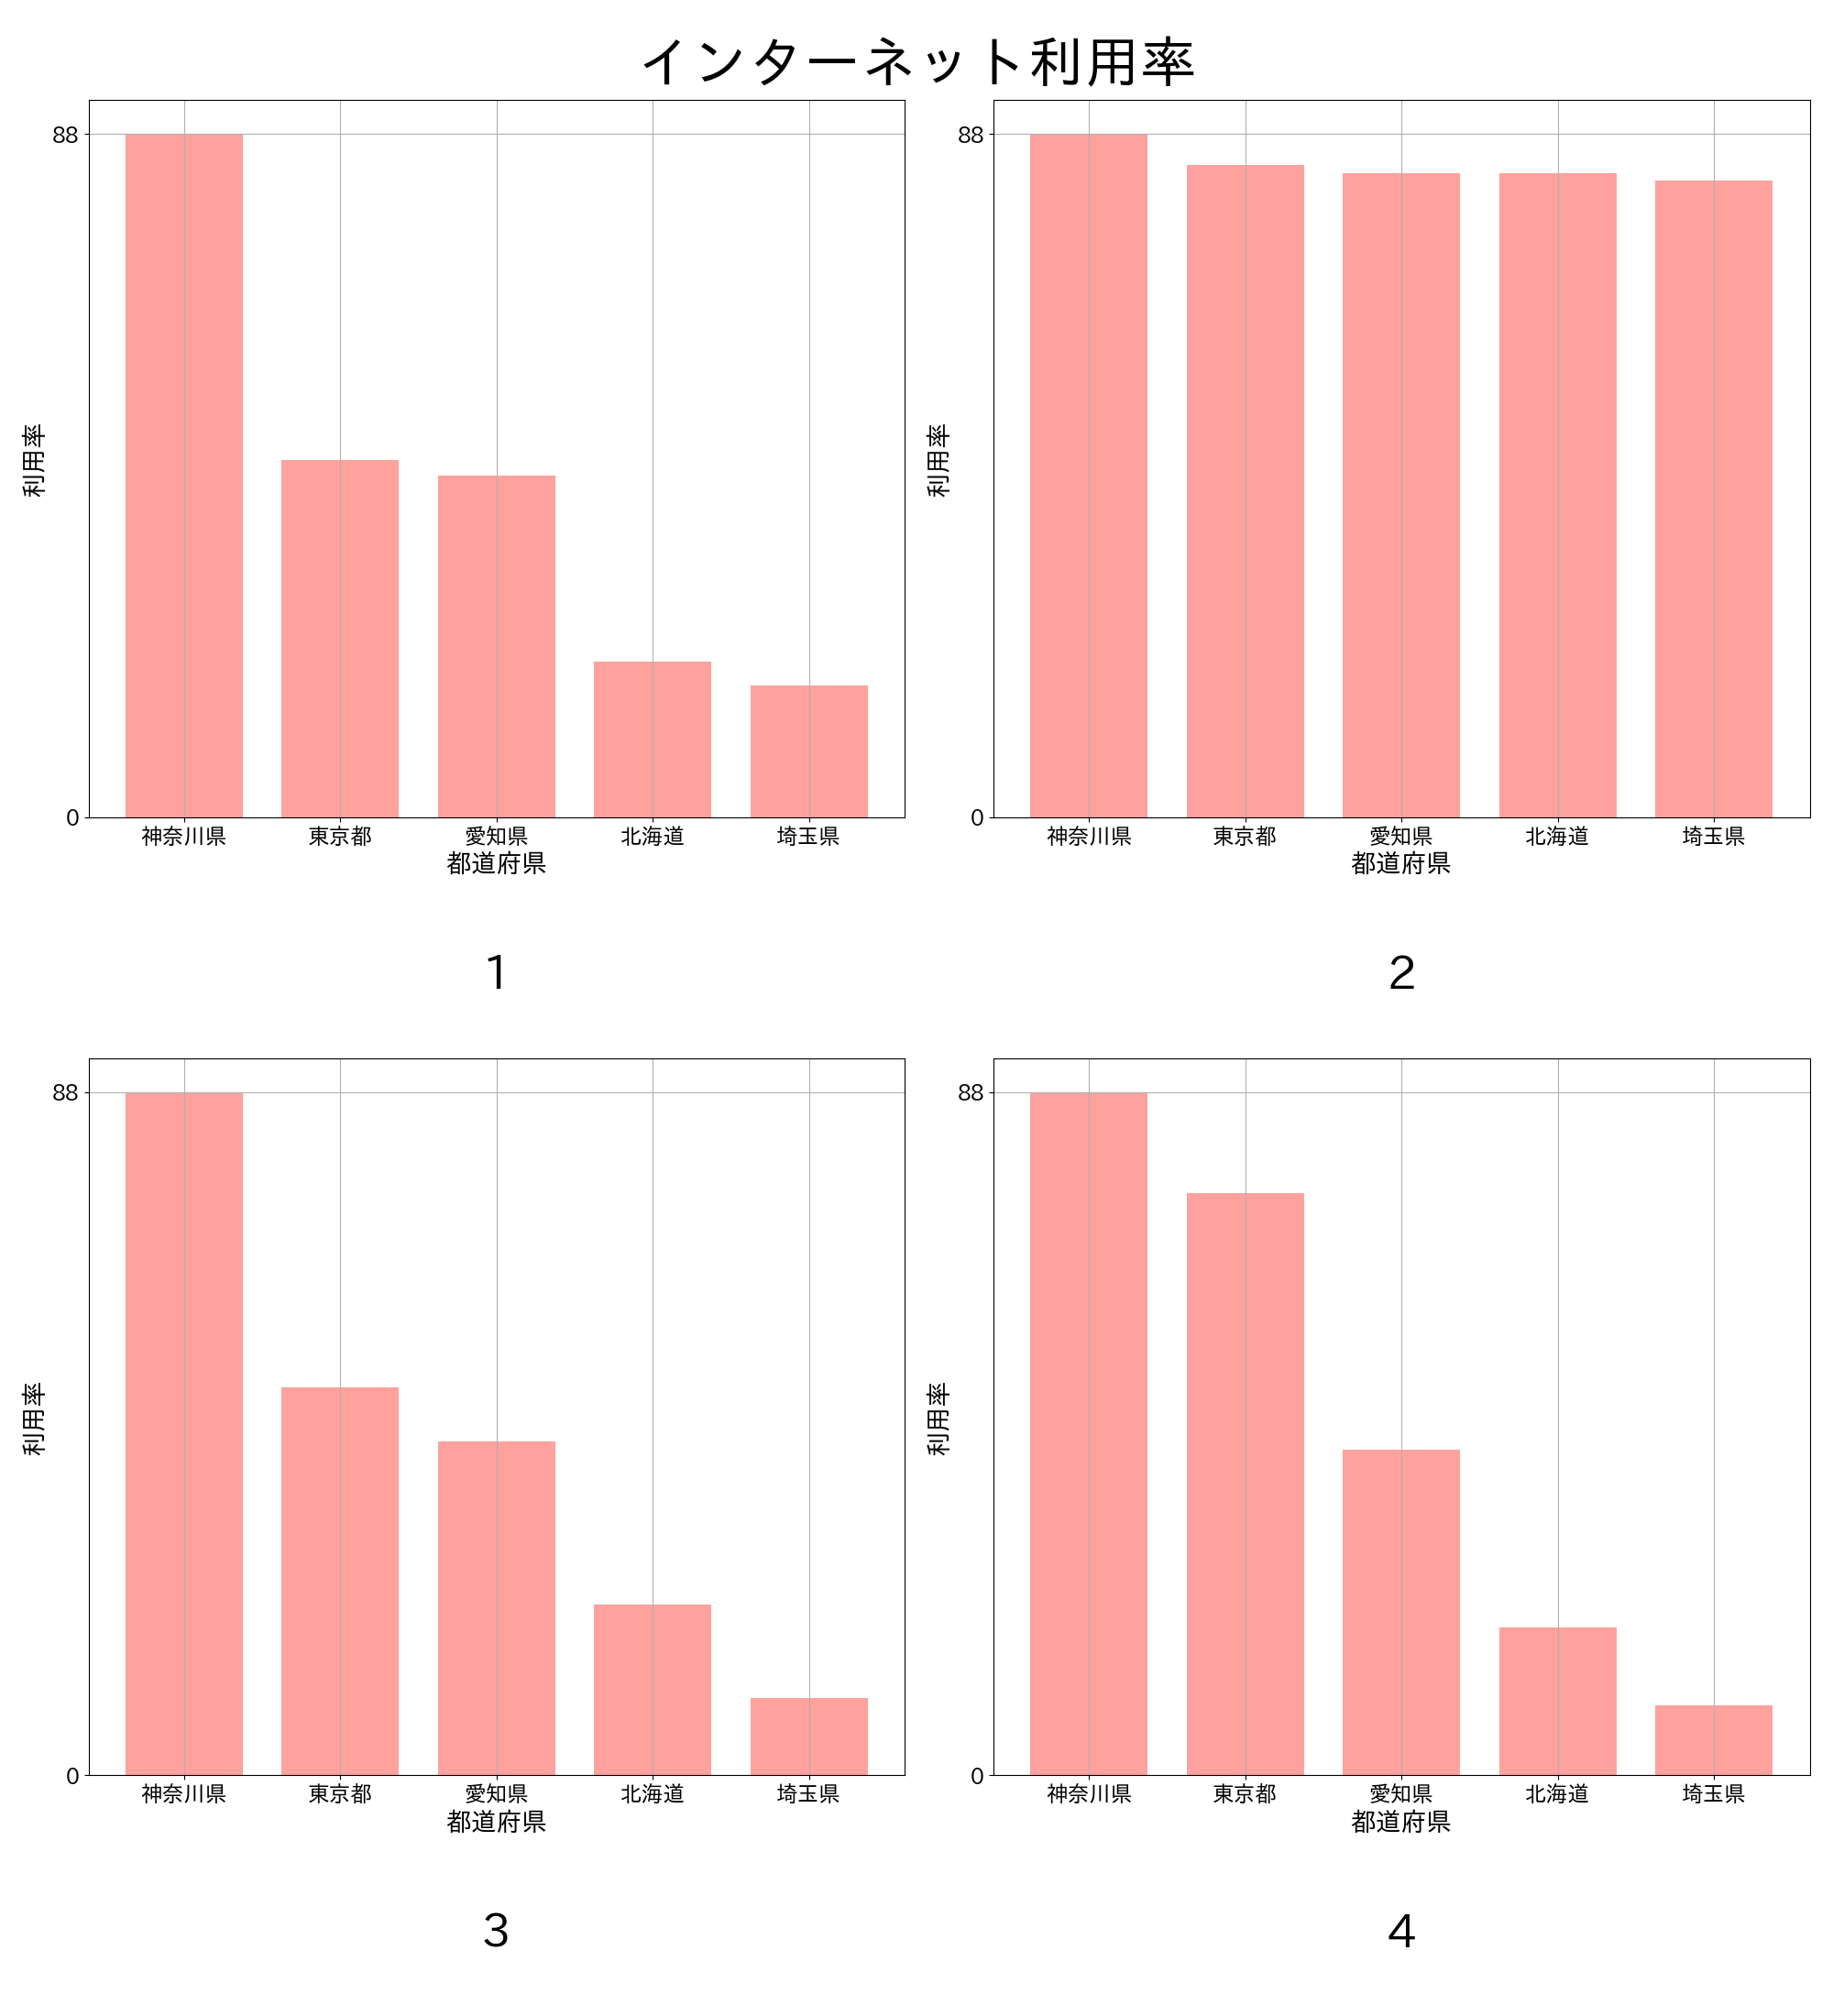 インターネット利用率
88
利用率
0
神奈川県 東京都 愛知県 北海道 埼玉県
都道府県
1
88
利用率
0
神奈川県 東京都 愛知県 北海道 埼玉県
都道府県
2
88
利用率
0
神奈川県 東京都 愛知県 北海道 埼玉県
都道府県
3
88
利用率
0
神奈川県 東京都 愛知県 北海道 埼玉県
都道府県
4